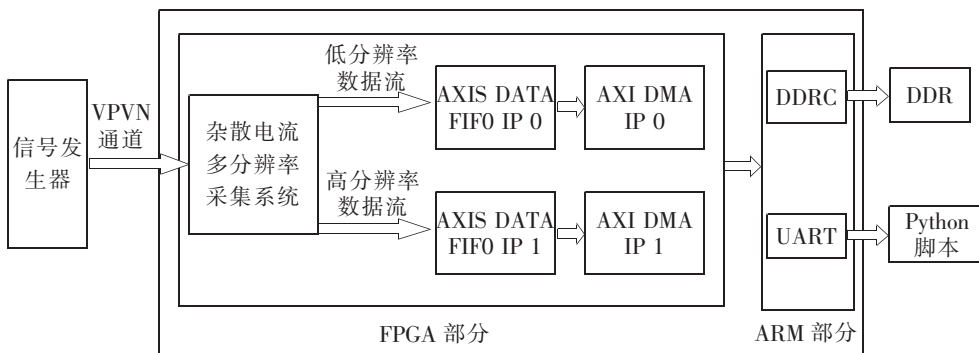 信号发
生器
VPVN
通道
杂散电流
多分辨率
采集系统
低分辨率
数据流
AXIS DATA
FIF0 IP 0
AXI DMA
IP 0
高分辨率
数据流
AXIS DATA
FIF0 IP 1
AXI DMA
IP 1
FPGA 部分
DDRC
UART
ARM 部分
DDR
Python
脚本